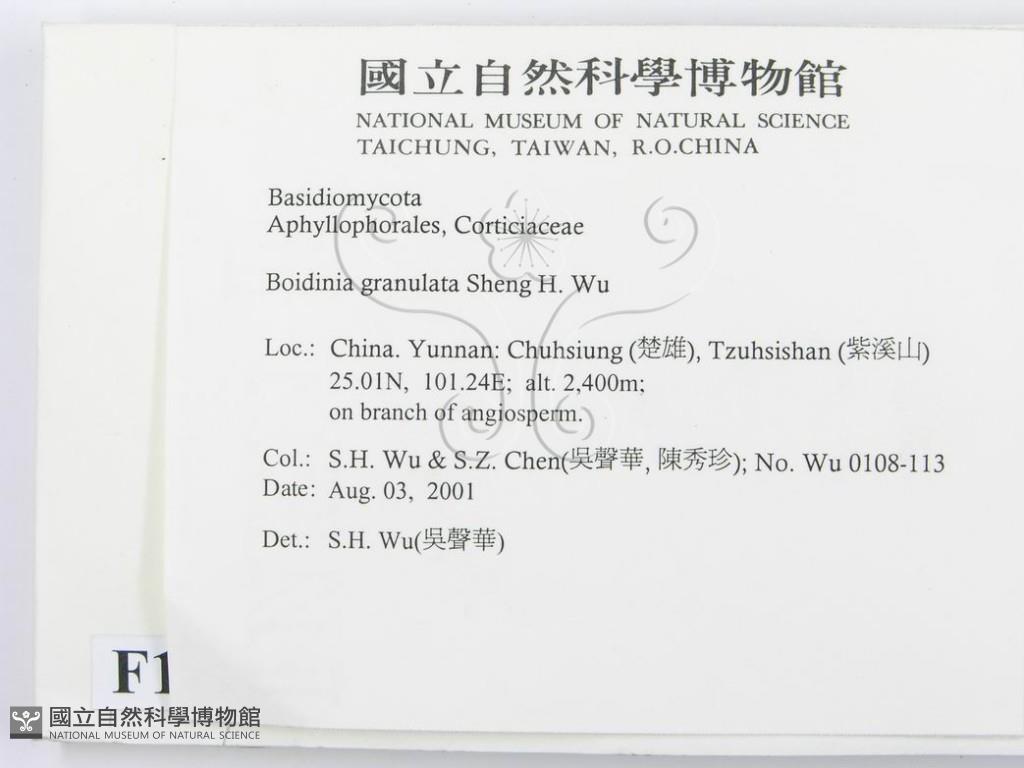 國立自然科學博物館
NATIONAL MUSEUM OF NATURAL SCIENCE
TAICHUNG, TAIWAN, R.O.CHINA
Basidiomycota
Aphyllophorales, Corticiaceae
Boidinia granulata Sheng H. Wu
Loc.: China. Yunnan: Chuhsiung (楚雄), Tzuhsishan (紫溪山)
25.01N, 101.24E; alt. 2,400m;
on branch of angiosperm.
Col.: S.H. Wu & S.Z. Chen(吳聲華, 陳秀珍); No. Wu 0108-113
Date: Aug. 03, 2001
Det.: S.H. Wu(吳聲華)
F1
國立自然科學博物館
NATIONAL MUSEUM OF NATURAL SCIENCE